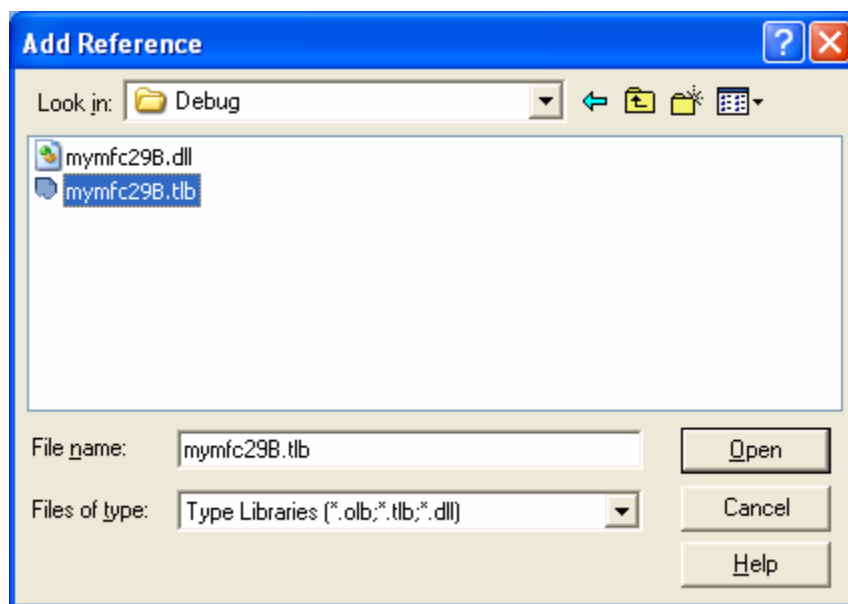 Add Reference
Look in: Debug
mymfc29B.dll
mymfc29B.tlb
File name: mymfc29B.tlb Open
Files of type: Type Libraries (*.olb;*.tlb;*.dll) Cancel
Help